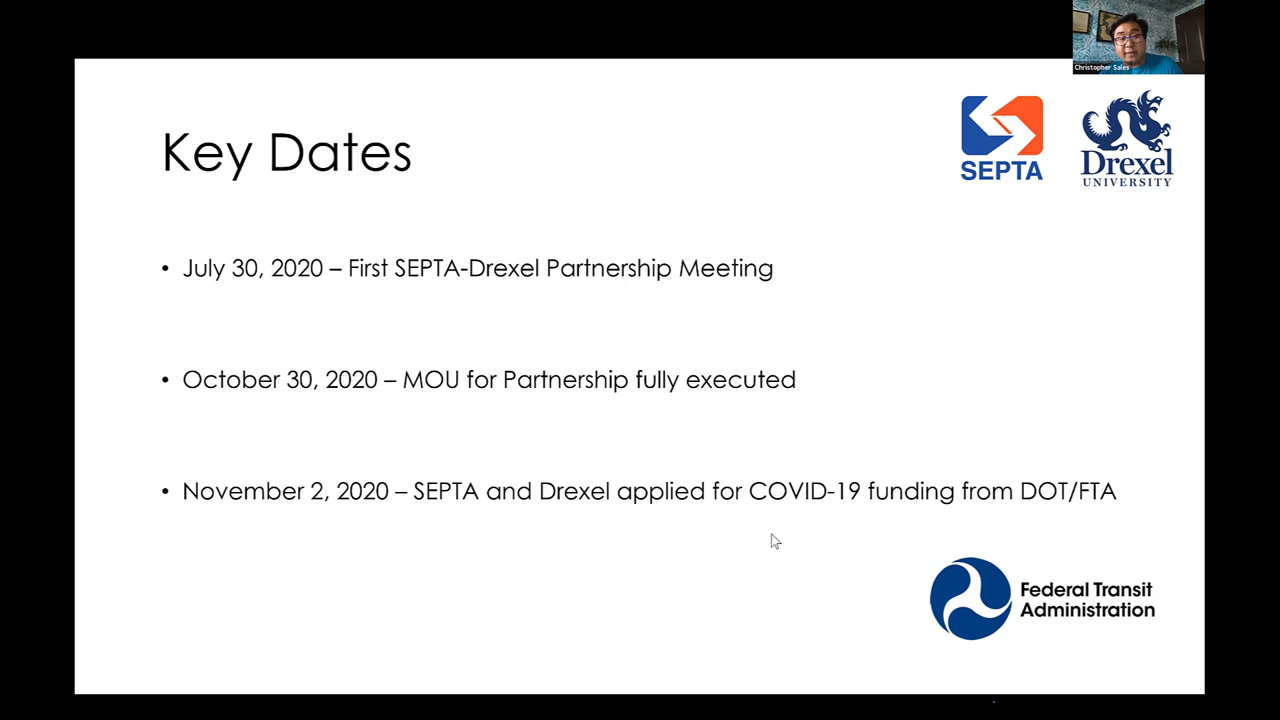 Christopher Sales
Key Dates
SEPTA
Drexel
UNIVERSITY
• July 30, 2020 – First SEPTA-Drexel Partnership Meeting
• October 30, 2020 – MOU for Partnership fully executed
• November 2, 2020 – SEPTA and Drexel applied for COVID-19 funding from DOT/FTA
Federal Transit
Administration